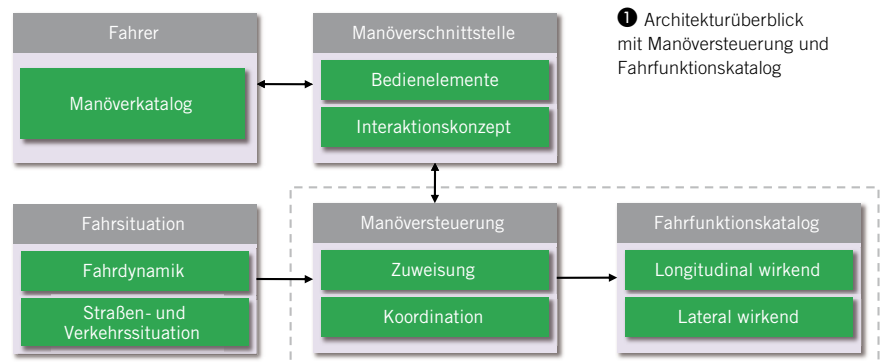 Fahrer
Manöverkatalog
Manöverschnittstelle
Bedienelemente
Interaktionskonzept
❶ Architekturüberblick
mit Manöversteuerung und
Fahrfunktionskatalog
Fahrsituation
Fahrdynamik
Straßen- und
Verkehrssituation
Manöversteuerung
Zuweisung
Koordination
Fahrfunktionskatalog
Longitudinal wirkend
Lateral wirkend